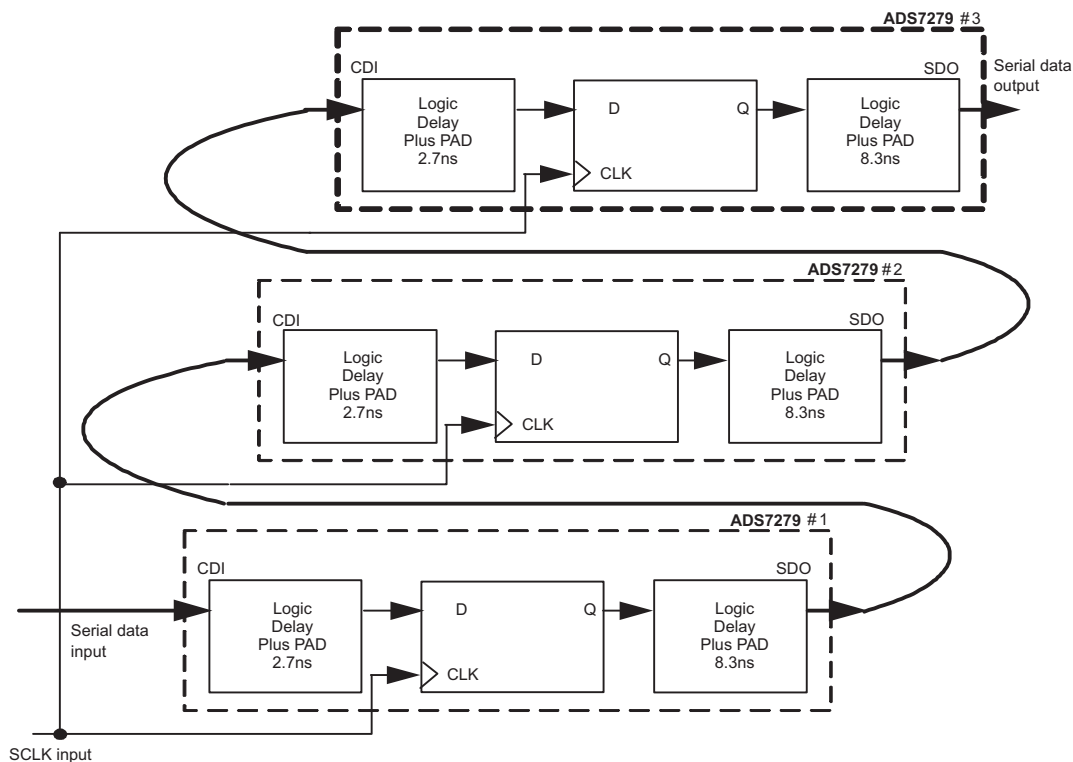 ADS7279 #3
CDI
SDO
Serial data
output
Logic
Delay
Plus PAD
2.7ns
D
Q
CLK
Logic
Delay
Plus PAD
8.3ns
ADS7279 #2
CDI
SDO
Logic
Delay
Plus PAD
2.7ns
D
Q
CLK
Logic
Delay
Plus PAD
8.3ns
ADS7279 #1
CDI
SDO
Serial data
input
Logic
Delay
Plus PAD
2.7ns
D
Q
CLK
Logic
Delay
Plus PAD
8.3ns
SCLK input